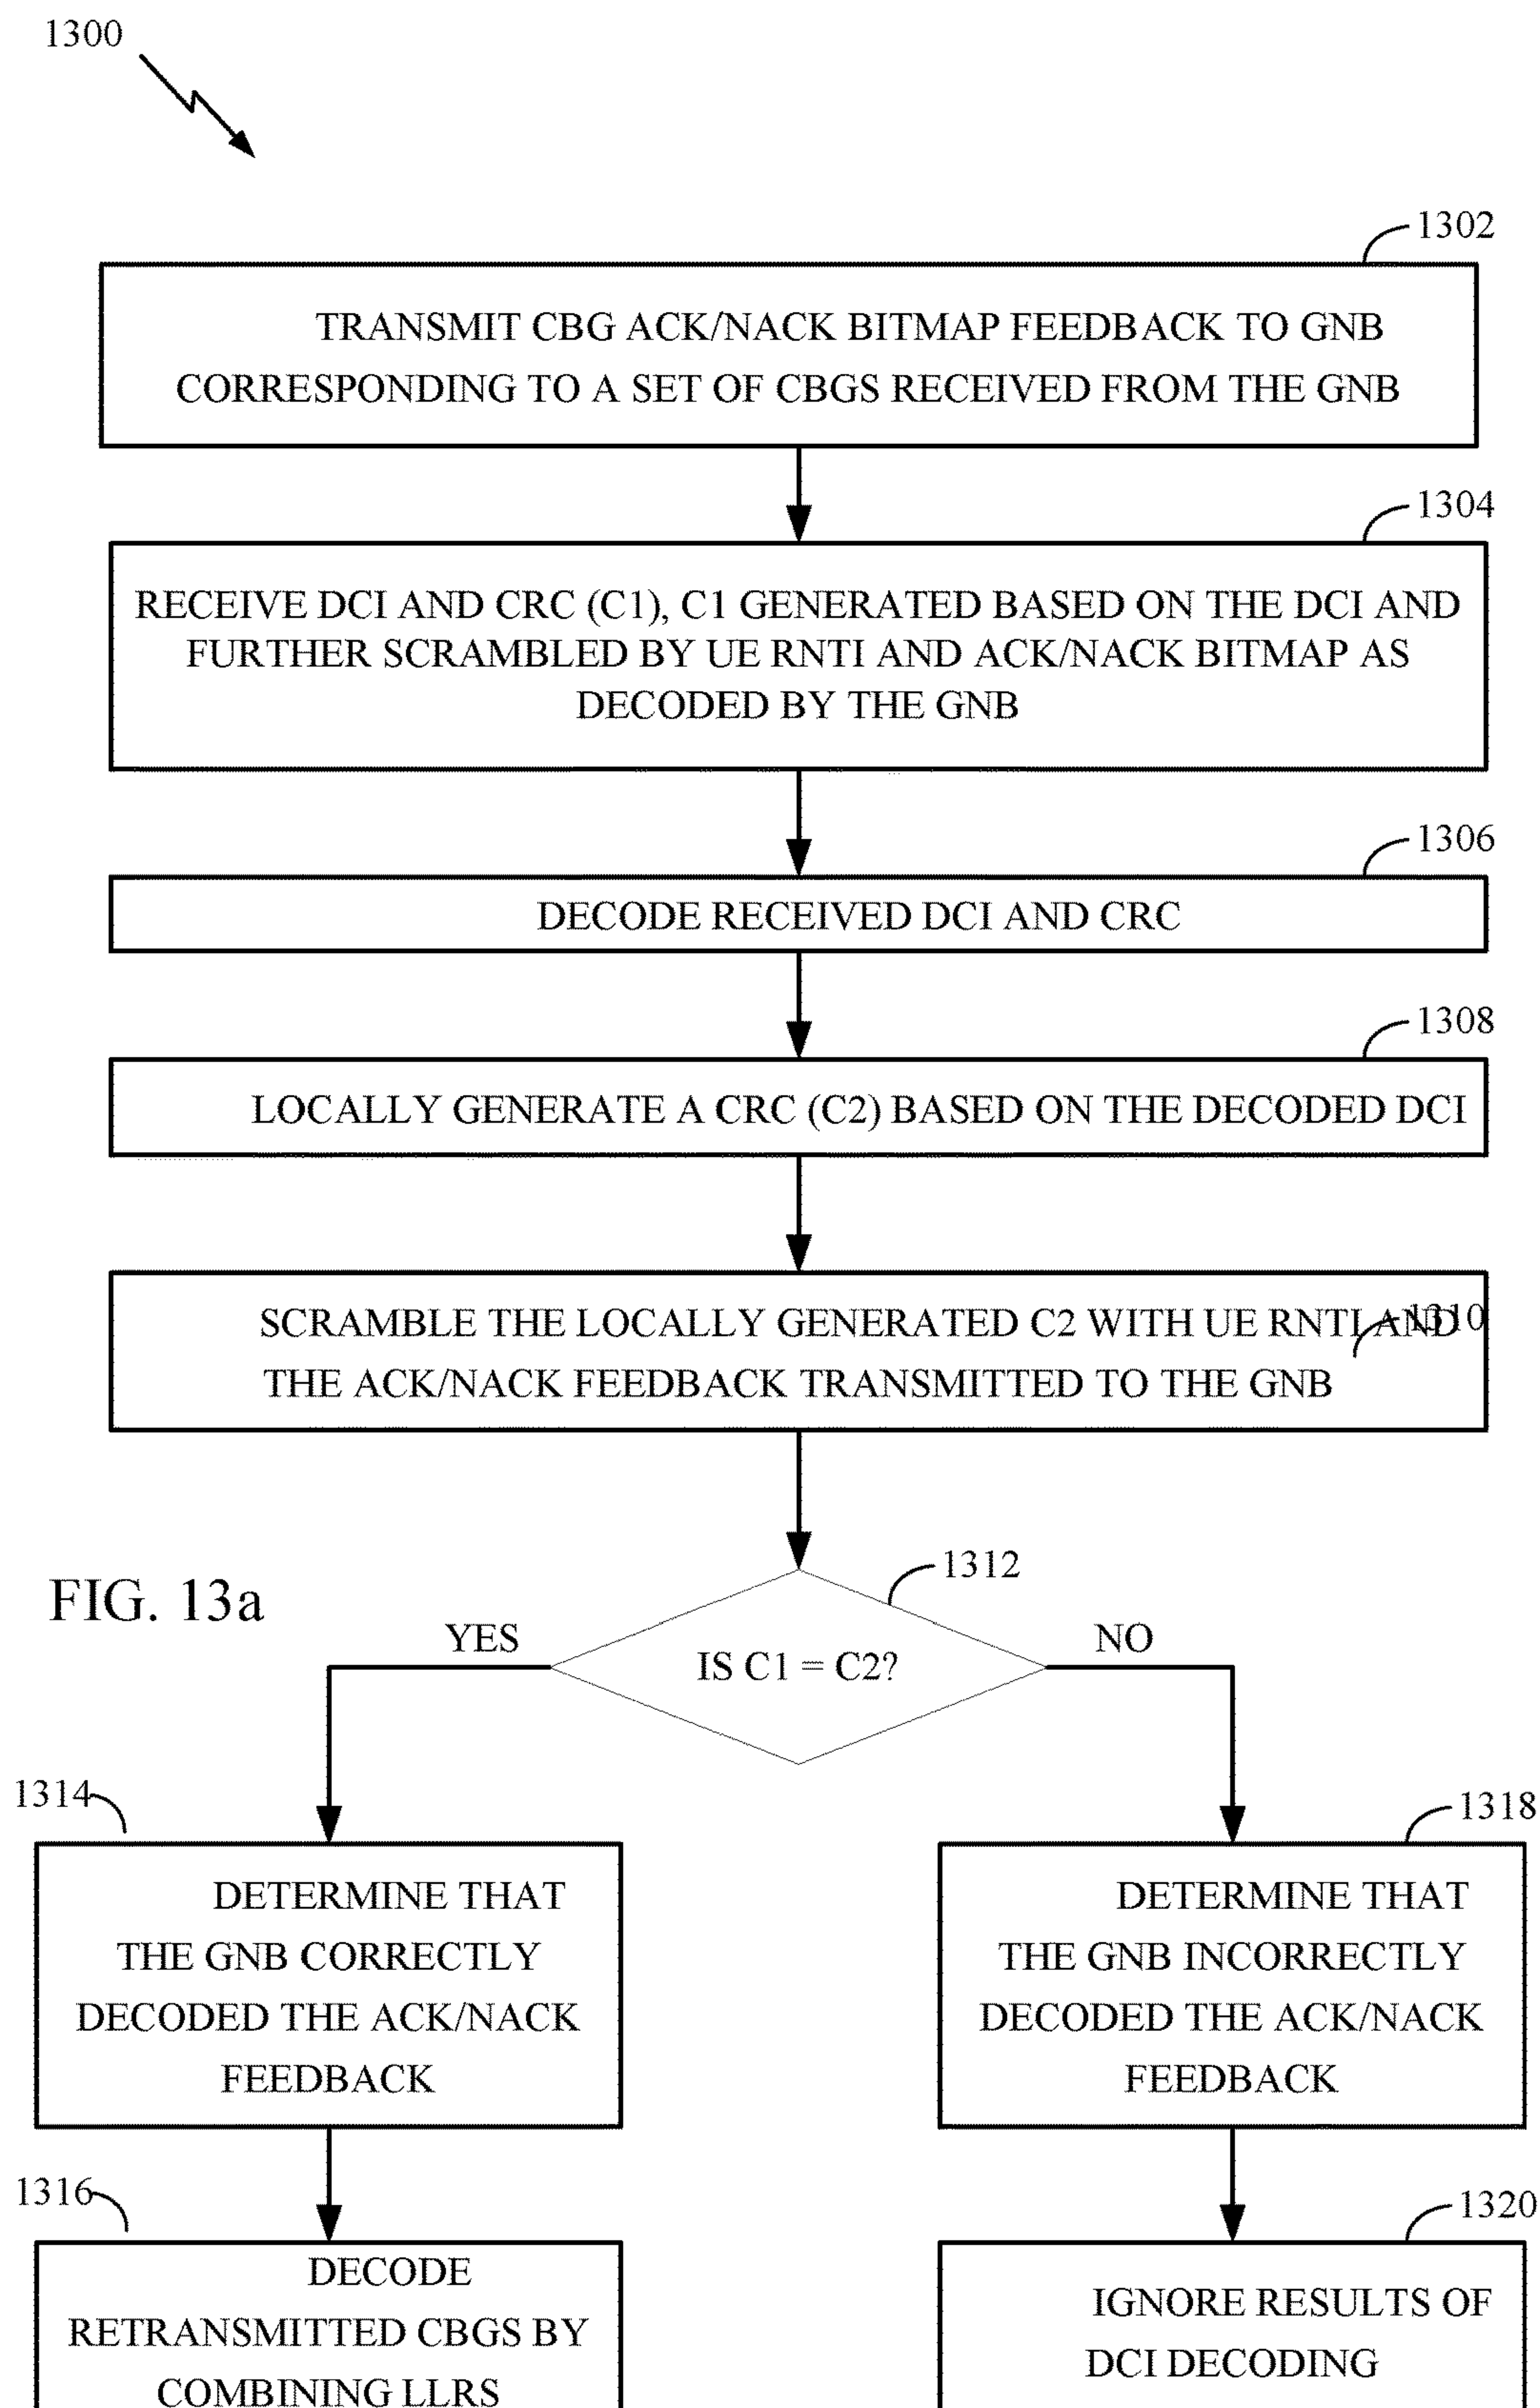 1300
1302
TRANSMIT CBG ACK/NACK BITMAP FEEDBACK TO GNB
CORRESPONDING TO A SET OF CBGS RECEIVED FROM THE GNB
1304
RECEIVE DCI AND CRC (C1), C1 GENERATED BASED ON THE DCI AND
FURTHER SCRAMBLED BY UE RNTI AND ACK/NACK BITMAP AS
DECODED BY THE GNB
1306
DECODE RECEIVED DCI AND CRC
1308
LOCALLY GENERATE A CRC (C2) BASED ON THE DECODED DCI
1310
SCRAMBLE THE LOCALLY GENERATED C2 WITH UE RNTI AND
THE ACK/NACK FEEDBACK TRANSMITTED TO THE GNB
1312
FIG. 13a
YES
IS C1 = C2?
NO
1314
DETERMINE THAT
THE GNB CORRECTLY
DECODED THE ACK/NACK
FEEDBACK
1318
DETERMINE THAT
THE GNB INCORRECTLY
DECODED THE ACK/NACK
FEEDBACK
1316
DECODE
RETRANSMITTED CBGS BY
COMBINING LLRS
1320
IGNORE RESULTS OF
DCI DECODING